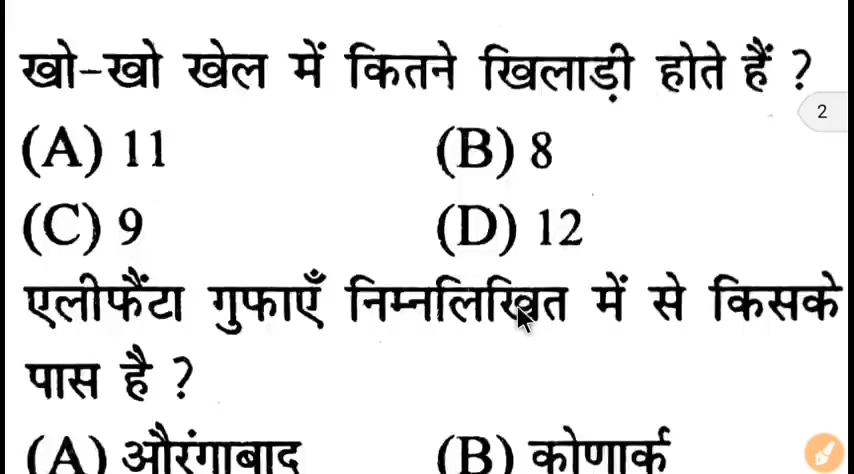 खो-खो खेल में कितने खिलाड़ी होते हैं ?
2
(A) 11 (B) 8
(C) 9 (D) 12
एलीफैंटा गुफाएँ निम्नलिखित में से किसके
पास है ?
(A) औरंगाबाद (B) कोणार्क